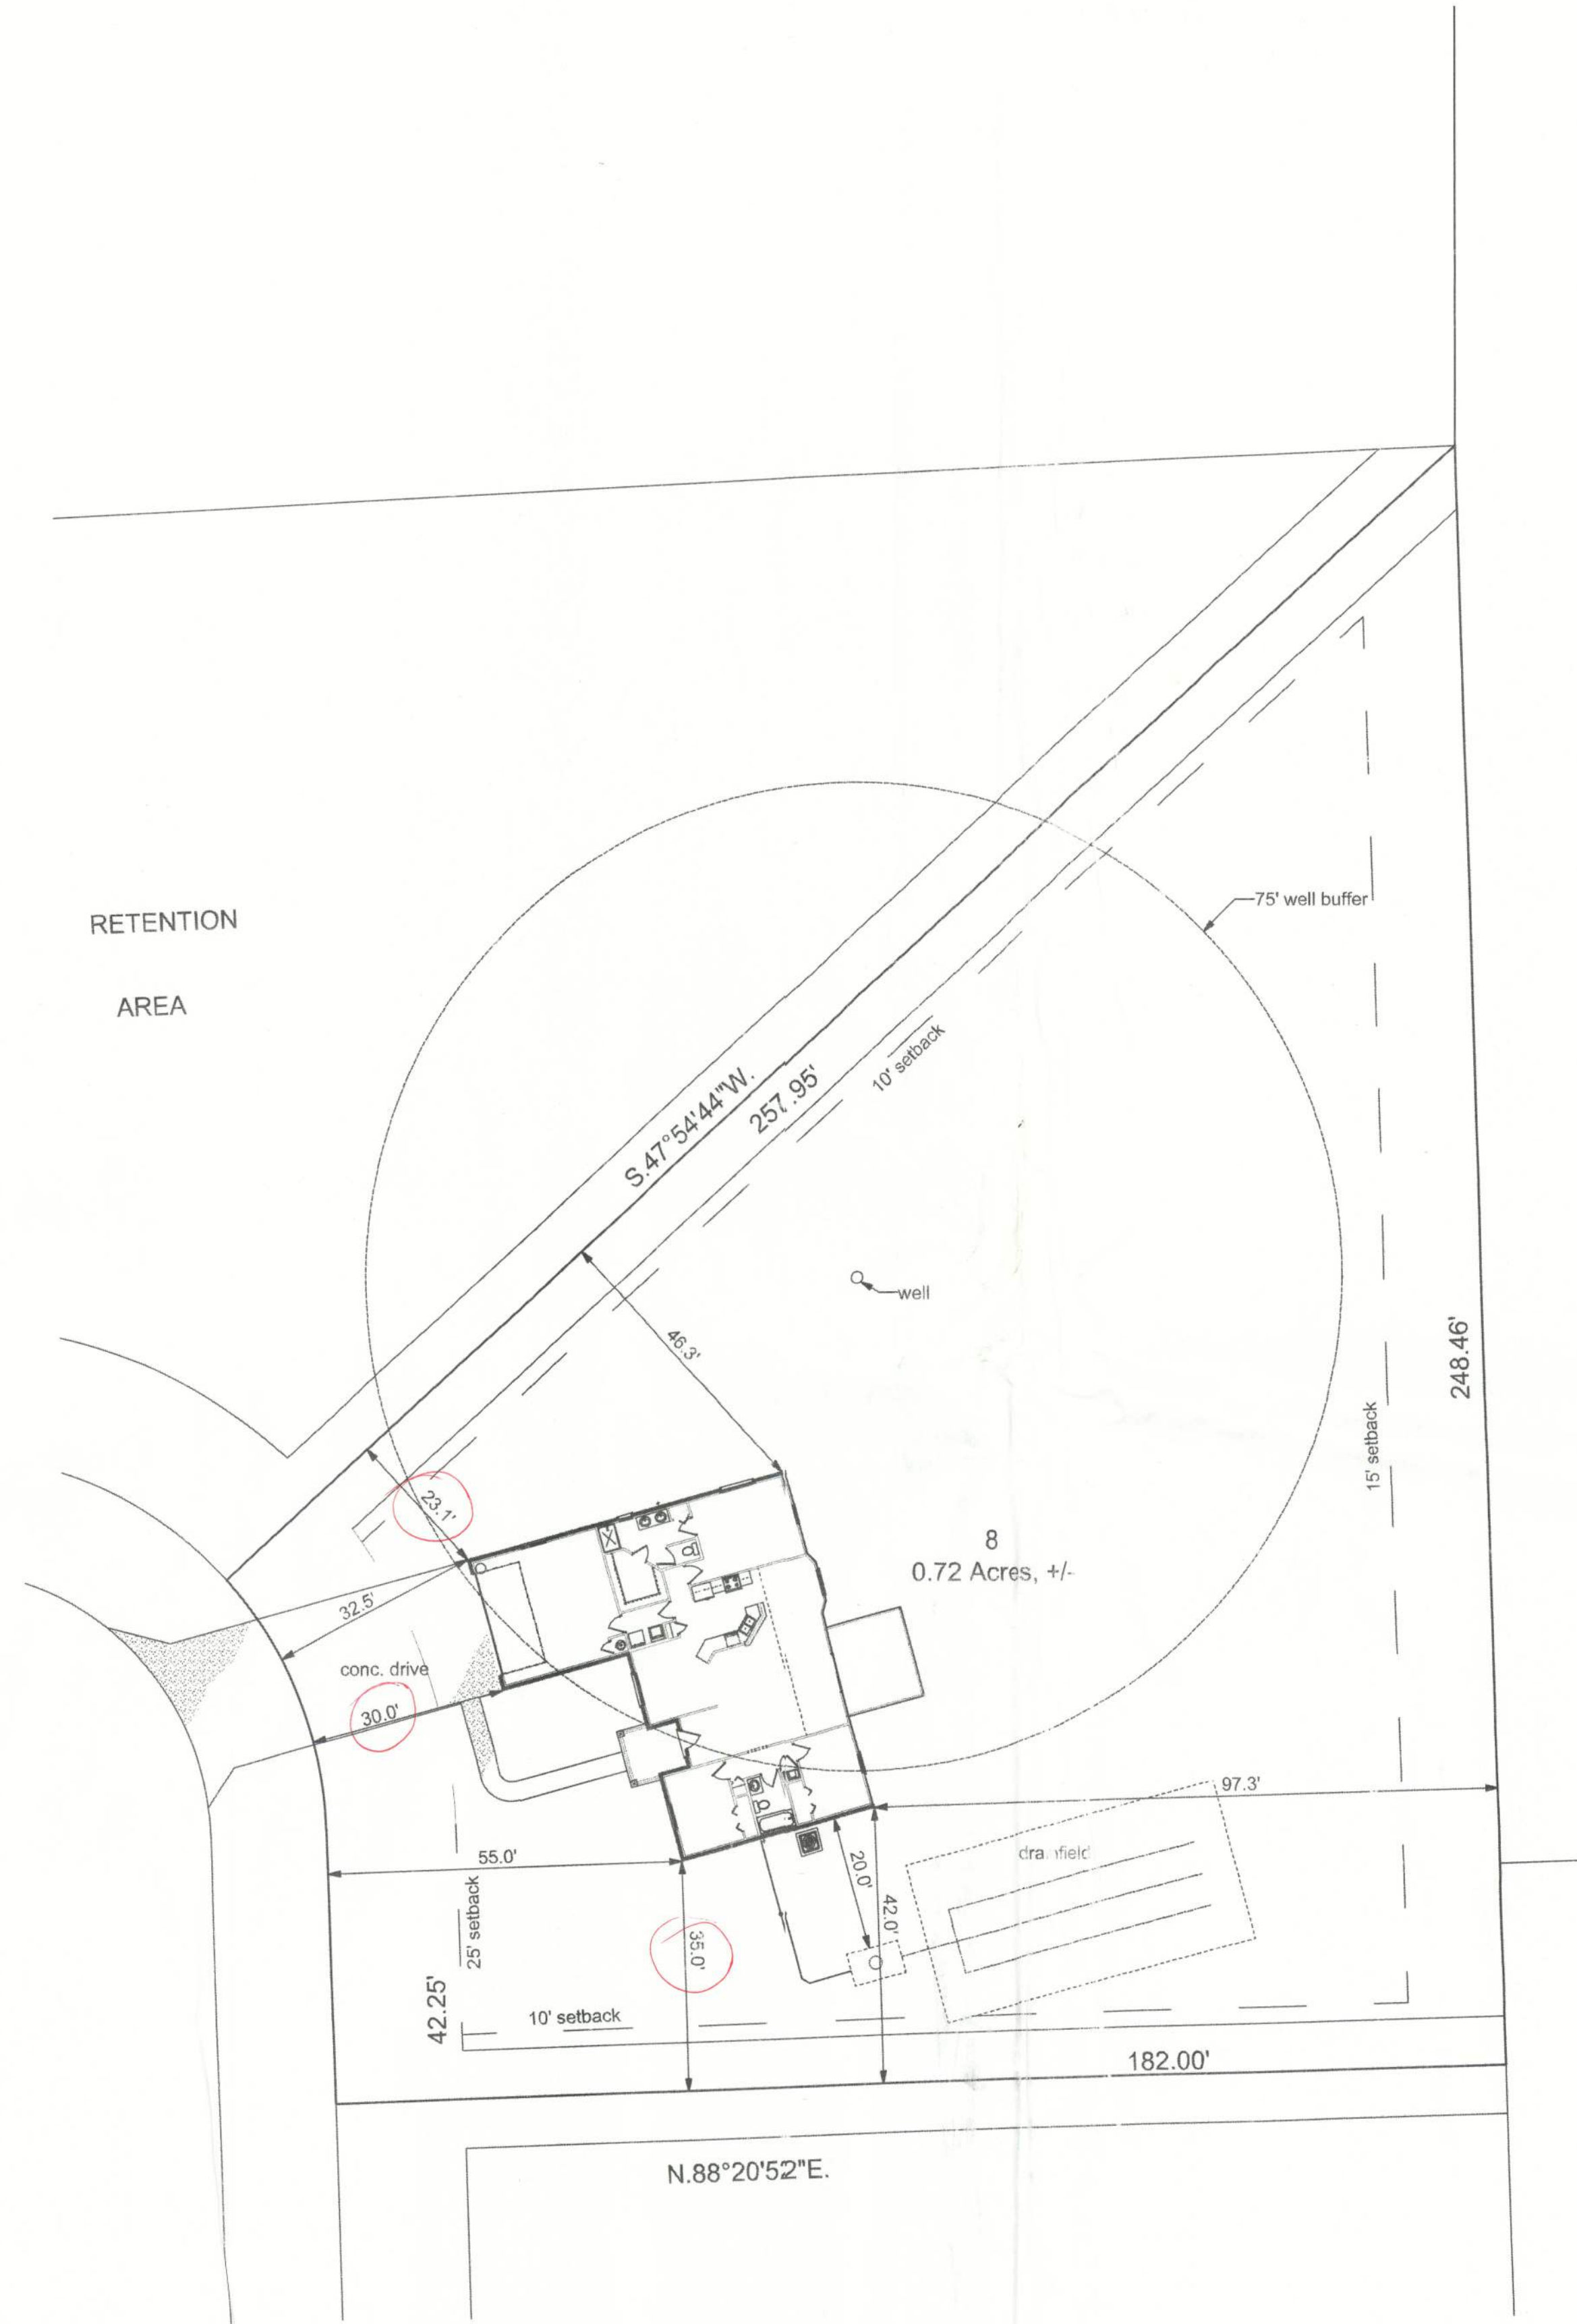 RETENTION
AREA
75' well buffer
S.47°54'44"W.
257.95'
10' setback
well
46.3'
248.46'
15' setback
23.1'
8
0.72 Acres, +/-
32.5'
conc. drive
30.0'
97.3'
55.0'
20.0'
42.0'
25' setback
35.0'
42.25'
10' setback
182.00'
N.88°20'52"E.